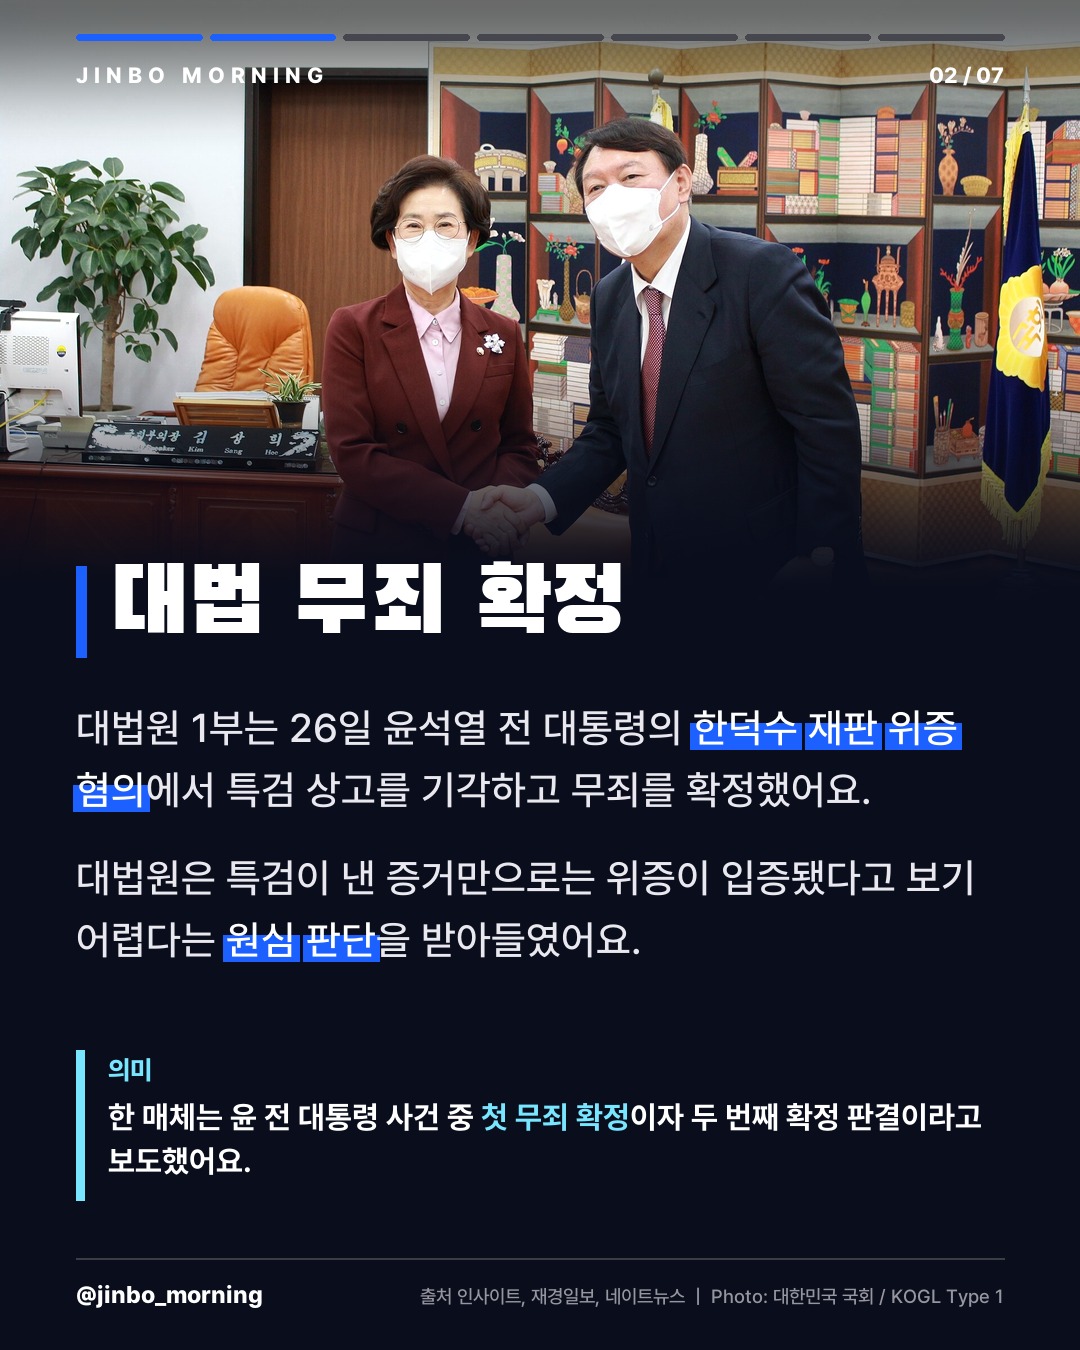 JINBO MORNING
02 / 07
김 상 희
Kim Sang Hee
대법 무죄 확정
대법원 1부는 26일 윤석열 전 대통령의 한덕수 재판 위증
혐의에서 특검 상고를 기각하고 무죄를 확정했어요.
대법원은 특검이 낸 증거만으로는 위증이 입증됐다고 보기
어렵다는 원심 판단을 받아들였어요.
의미
한 매체는 윤 전 대통령 사건 중 첫 무죄 확정이자 두 번째 확정 판결이라고
보도했어요.
@jinbo_morning
출처 인사이트, 재경일보, 네이트뉴스 | Photo: 대한민국 국회 / KOGL Type 1